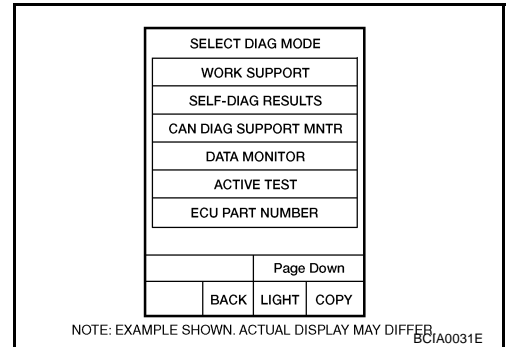 SELECT DIAG MODE
WORK SUPPORT
SELF-DIAG RESULTS
CAN DIAG SUPPORT MNTR
DATA MONITOR
ACTIVE TEST
ECU PART NUMBER
Page Down
BACK LIGHT COPY
NOTE: EXAMPLE SHOWN. ACTUAL DISPLAY MAY DIFFER.
BCIA0031E